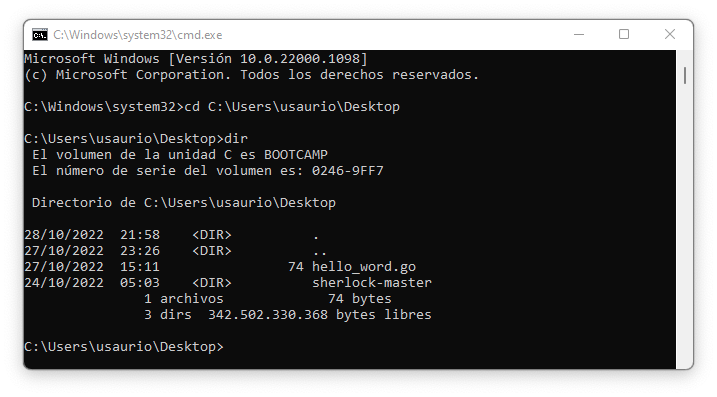 C:\Windows\system32\cmd.exe
Microsoft Windows [Versión 10.0.22000.1098]
(c) Microsoft Corporation. Todos los derechos reservados.
C:\Windows\system32>cd C:\Users\usaurio\Desktop
C:\Users\usaurio\Desktop>dir
 El volumen de la unidad C es BOOTCAMP
 El número de serie del volumen es: 0246-9FF7
 Directorio de C:\Users\usaurio\Desktop
28/10/2022  21:58    <DIR>          .
27/10/2022  23:26    <DIR>          ..
27/10/2022  15:11                74 hello_word.go
24/10/2022  05:03    <DIR>          sherlock-master
               1 archivos             74 bytes
               3 dirs  342.502.330.368 bytes libres
C:\Users\usaurio\Desktop>